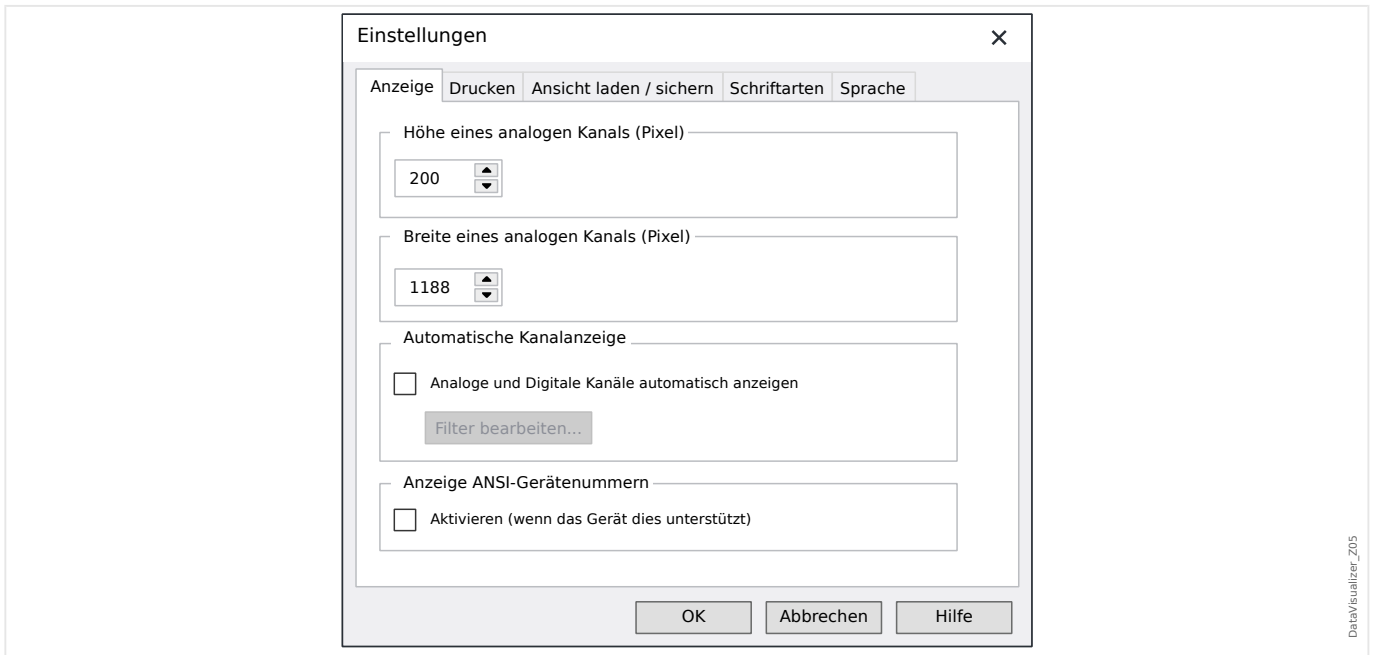 Einstellungen
Anzeige Drucken Ansicht laden / sichern Schriftarten Sprache
Höhe eines analogen Kanals (Pixel)
200
Breite eines analogen Kanals (Pixel)
1188
Automatische Kanalanzeige
Analoge und Digitale Kanäle automatisch anzeigen
Filter bearbeiten...
Anzeige ANSI-Gerätenummern
Aktivieren (wenn das Gerät dies unterstützt)
OK Abbrechen Hilfe
DataVisualizer_Z05